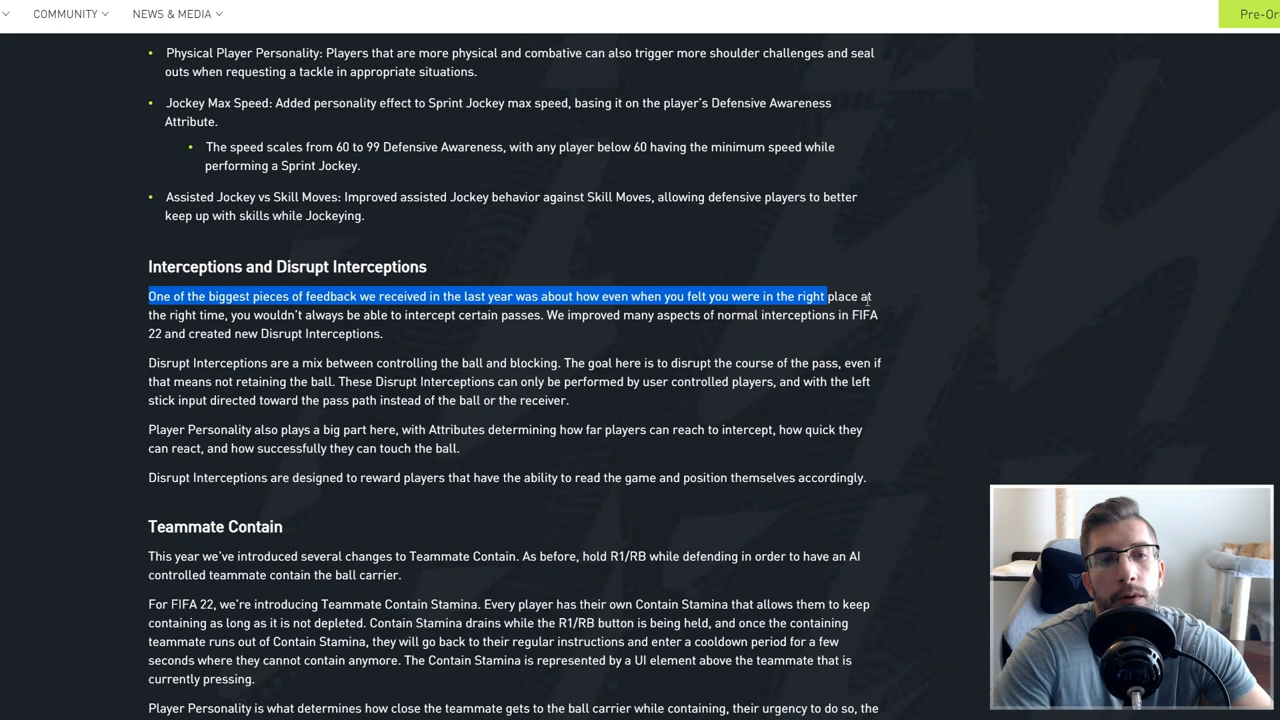 COMMUNITY
NEWS & MEDIA
Pre-Or
• Physical Player Personality: Players that are more physical and combative can also trigger more shoulder challenges and seal
outs when requesting a tackle in appropriate situations.
• Jockey Max Speed: Added personality effect to Sprint Jockey max speed, basing it on the player's Defensive Awareness
Attribute.
• The speed scales from 60 to 99 Defensive Awareness, with any player below 60 having the minimum speed while
performing a Sprint Jockey.
• Assisted Jockey vs Skill Moves: Improved assisted Jockey behavior against Skill Moves, allowing defensive players to better
keep up with skills while Jockeying.
Interceptions and Disrupt Interceptions
One of the biggest pieces of feedback we received in the last year was about how even when you felt you were in the right place at
the right time, you wouldn't always be able to intercept certain passes. We improved many aspects of normal interceptions in FIFA
22 and created new Disrupt Interceptions.
Disrupt Interceptions are a mix between controlling the ball and blocking. The goal here is to disrupt the course of the pass, even if
that means not retaining the ball. These Disrupt Interceptions can only be performed by user controlled players, and with the left
stick input directed toward the pass path instead of the ball or the receiver.
Player Personality also plays a big part here, with Attributes determining how far players can reach to intercept, how quick they
can react, and how successfully they can touch the ball.
Disrupt Interceptions are designed to reward players that have the ability to read the game and position themselves accordingly.
Teammate Contain
This year we've introduced several changes to Teammate Contain. As before, hold R1/RB while defending in order to have an AI
controlled teammate contain the ball carrier.
For FIFA 22, we're introducing Teammate Contain Stamina. Every player has their own Contain Stamina that allows them to keep
containing as long as it is not depleted. Contain Stamina drains while the R1/RB button is being held, and once the containing
teammate runs out of Contain Stamina, they will go back to their regular instructions and enter a cooldown period for a few
seconds where they cannot contain anymore. The Contain Stamina is represented by a UI element above the teammate that is
currently pressing.
Player Personality is what determines how close the teammate gets to the ball carrier while containing, their urgency to do so, the